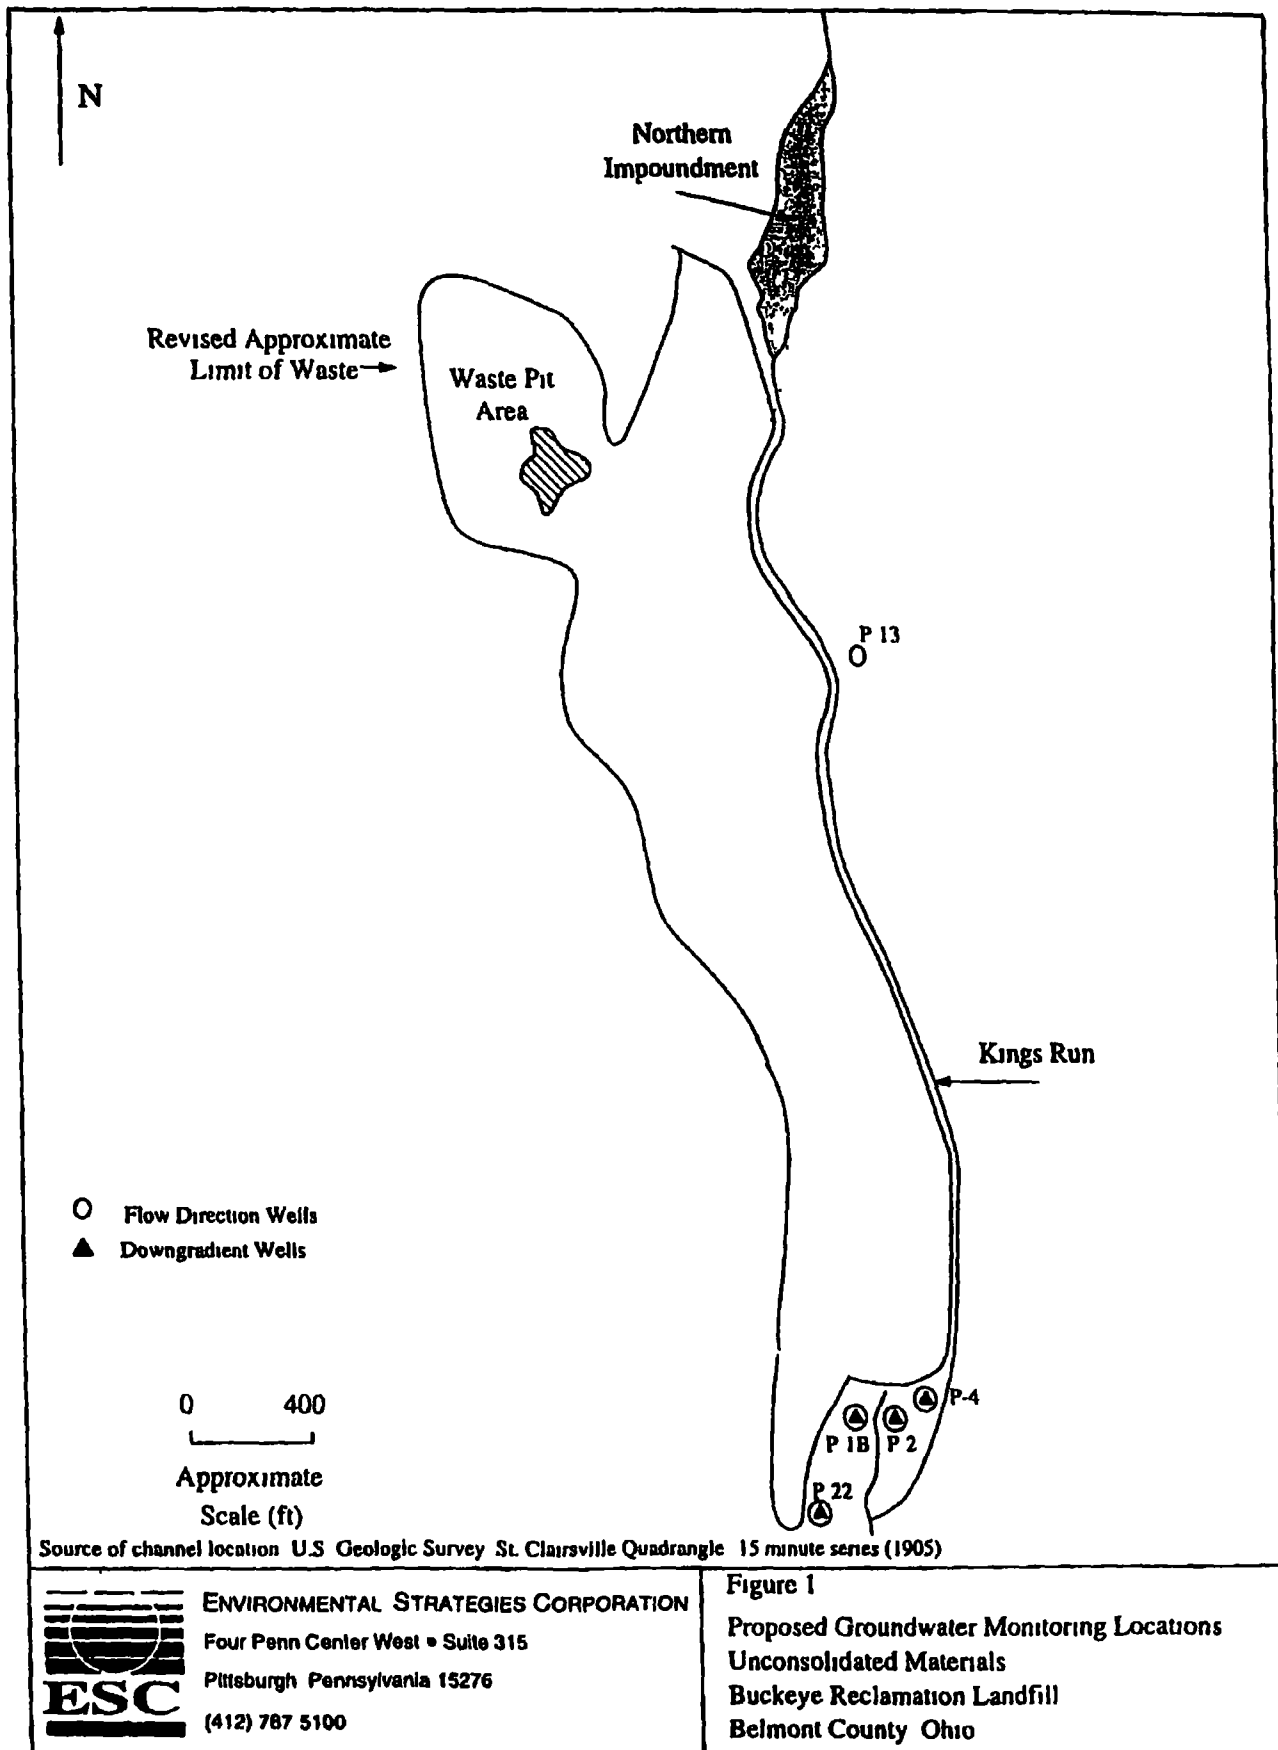 N
Northern
Impoundment
Revised Approximate
Limit of Waste
Waste Pit
Area
P 13
Kings Run
Flow Direction Wells
Downgradient Wells
0 400
Approximate
Scale (ft)
P-4
P 1B P 2
P 22
Source of channel location U.S Geologic Survey St. Clairsville Quadrangle 15 minute series (1905)
ESC
ENVIRONMENTAL STRATEGIES CORPORATION
Four Penn Center West • Suite 315
Pittsburgh Pennsylvania 15276
(412) 787 5100
Figure 1
Proposed Groundwater Monitoring Locations
Unconsolidated Materials
Buckeye Reclamation Landfill
Belmont County Ohio